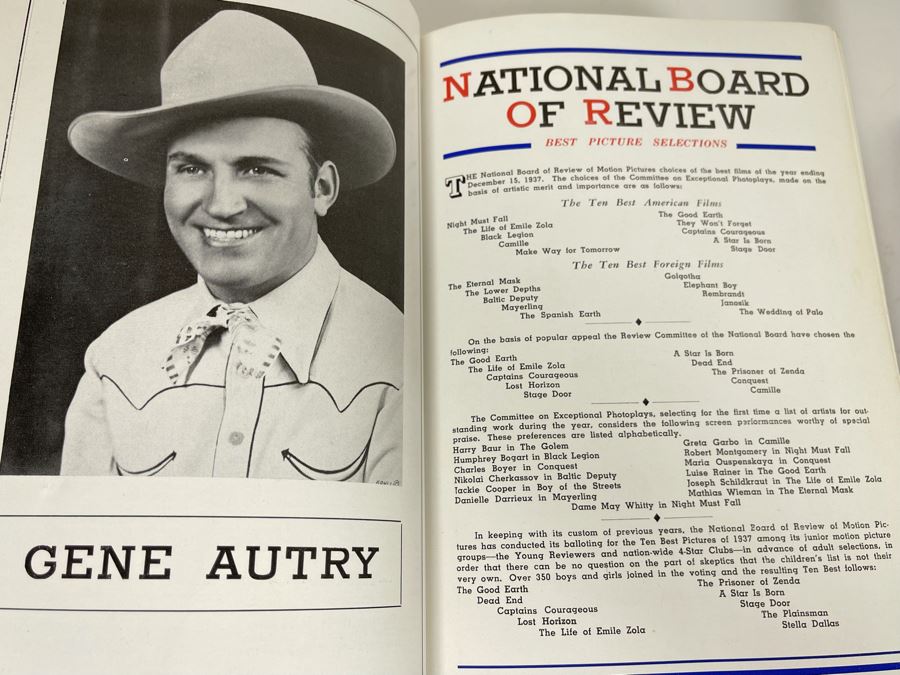 GENE AUTRY
NATIONAL BOARD
OF REVIEW
BEST PICTURE SELECTIONS
THE National Board of Review of Motion Pictures choices of the best films of the year ending
December 15, 1937. The choices of the Committee on Exceptional Photoplays, made on the
basis of artistic merit and importance are as follows:
The Ten Best American Films
Night Must Fall
The Life of Emile Zola
Black Legion
Camille
Make Way for Tomorrow
The Good Earth
They Won't Forget
Captains Courageous
A Star Is Born
Stage Door
The Ten Best Foreign Films
The Eternal Mask
The Lower Depths
Baltic Deputy
Mayerling
The Spanish Earth
Golgotha
Elephant Boy
Rembrandt
Janosik
The Wedding of Palo
On the basis of popular appeal the Review Committee of the National Board have chosen the
following:
The Good Earth
The Life of Emile Zola
Captains Courageous
Lost Horizon
Stage Door
A Star Is Born
Dead End
The Prisoner of Zenda
Conquest
Camille
The Committee on Exceptional Photoplays, selecting for the first time a list of artists for out-
standing work during the year, considers the following screen performances worthy of special
praise. These preferences are listed alphabetically.
Harry Baur in The Golem
Humphrey Bogart in Black Legion
Charles Boyer in Conquest
Nikolai Cherkassov in Baltic Deputy
Jackie Cooper in Boy of the Streets
Danielle Darrieux in Mayerling
Greta Garbo in Camille
Robert Montgomery in Night Must Fall
Maria Ouspenskaya in Conquest
Luise Rainer in The Good Earth
Joseph Schildkraut in The Life of Emile Zola
Mathias Wieman in The Eternal Mask
Dame May Whitty in Night Must Fall
In keeping with its custom of previous years, the National Board of Review of Motion Pic-
tures has conducted its balloting for the Ten Best Pictures of 1937 among its junior motion picture
groups—the Young Reviewers and nation-wide 4-Star Clubs—in advance of adult selections, in
order that there can be no question on the part of skeptics that the children's list is not their
very own. Over 350 boys and girls joined in the voting and the resulting Ten Best follows:
The Good Earth
Dead End
Captains Courageous
Lost Horizon
The Life of Emile Zola
The Prisoner of Zenda
A Star Is Born
Stage Door
The Plainsman
Stella Dallas